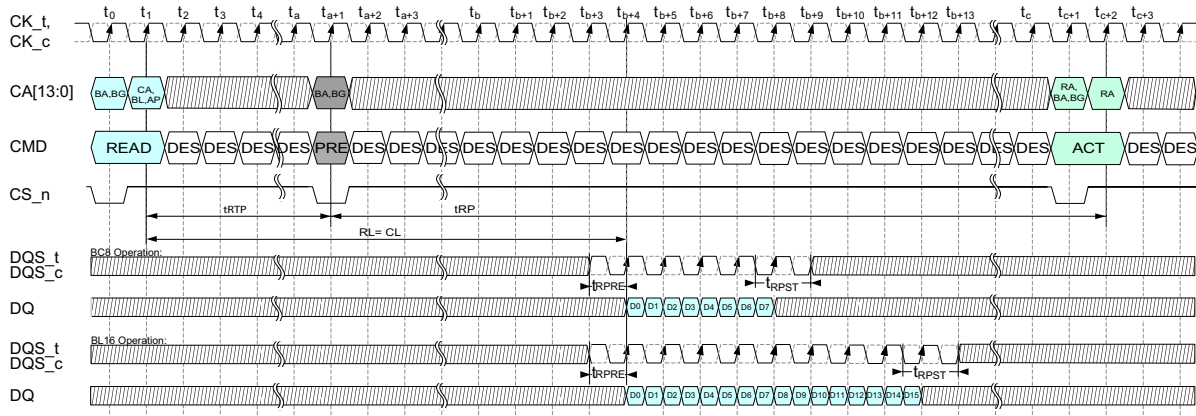 t0 t1 t2 t3 t4 ta ta+1 ta+2 ta+3 tb tb+1 tb+2 tb+3 tb+4 tb+5 tb+6 tb+7 tb+8 tb+9 tb+10 tb+11 tb+12 tb+13 tc tc+1 tc+2 tc+3
CK_t,
CK_c
CA[13:0] BA,BG CA, BL,AP BA,BG RA, BA,BG RA
CMD READ DES DES DES DES PRE DES DES DES DES DES DES DES DES DES DES DES DES DES DES DES DES DES DES DES ACT DES DES
CS_n
tRTP tRP
RL= CL
BC8 Operation:
DQS_t
DQS_c
tRPRE tRPST
DQ D0 D1 D2 D3 D4 D5 D6 D7
BL16 Operation:
DQS_t
DQS_c
tRPRE tRPST
DQ D0 D1 D2 D3 D4 D5 D6 D7 D8 D9 D10 D11 D12 D13 D14 D15